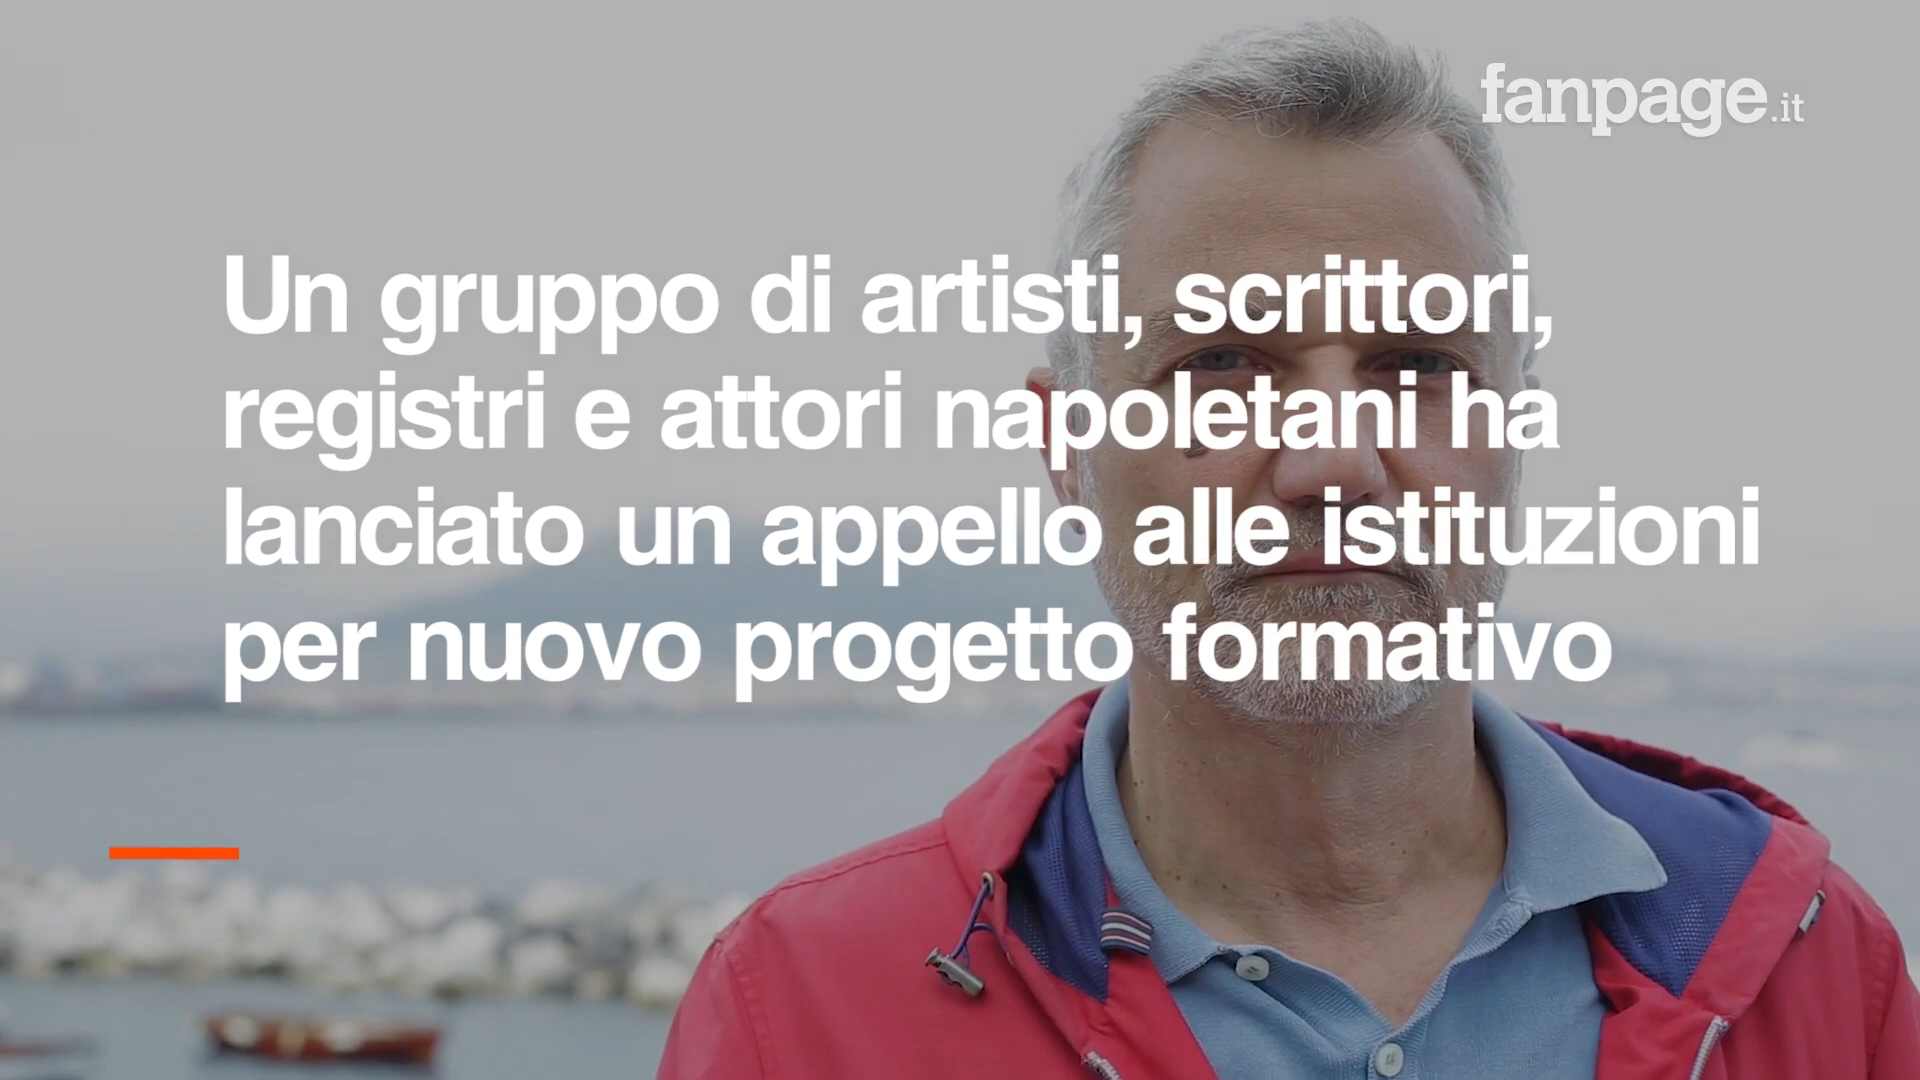 fanpage.it
Un gruppo di artisti, scrittori,
registri e attori napoletani ha
lanciato un appello alle istituzioni
per nuovo progetto formativo